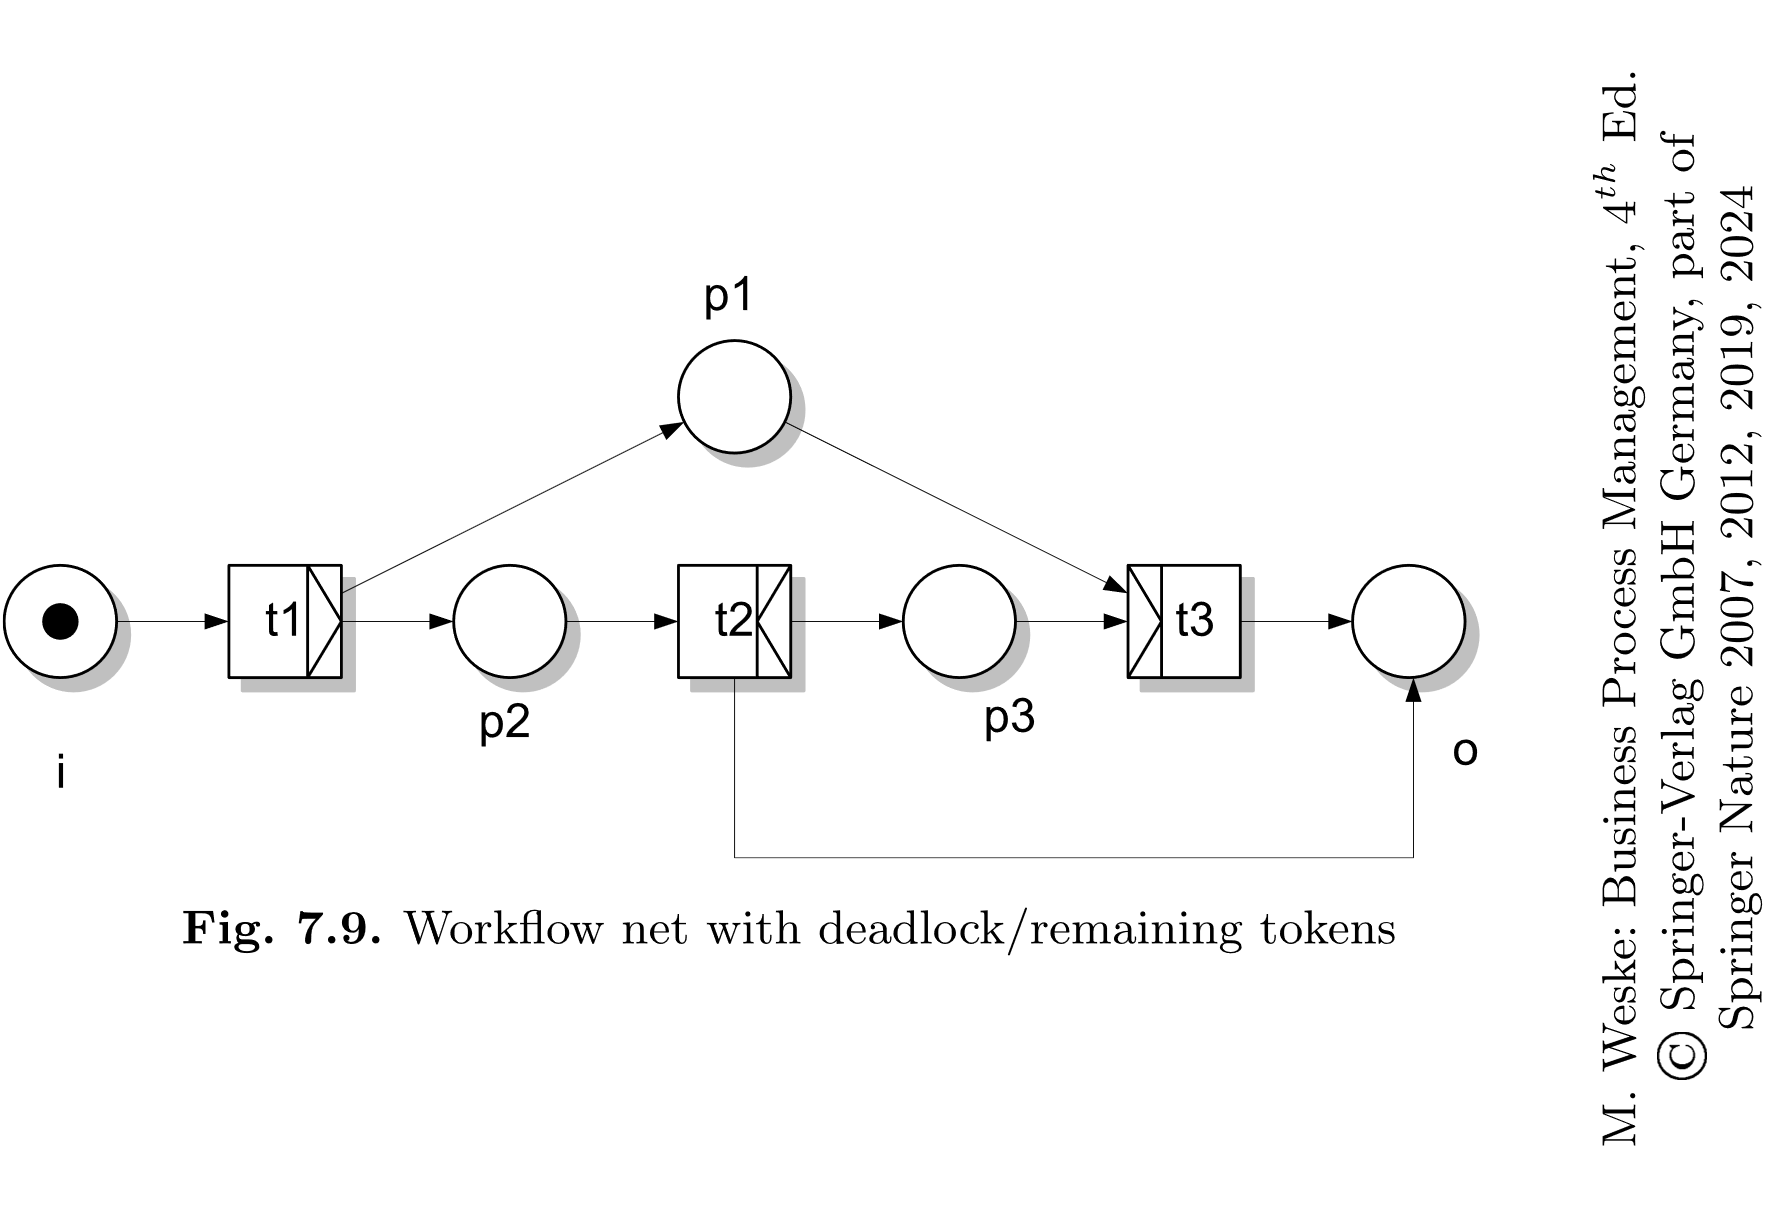 p1
t1
t2
t3
p2
p3
i
o
Fig. 7.9. Workflow net with deadlock/remaining tokens
M. Weske: Business Process Management, 4th Ed.
© Springer-Verlag GmbH Germany, part of
Springer Nature 2007, 2012, 2019, 2024